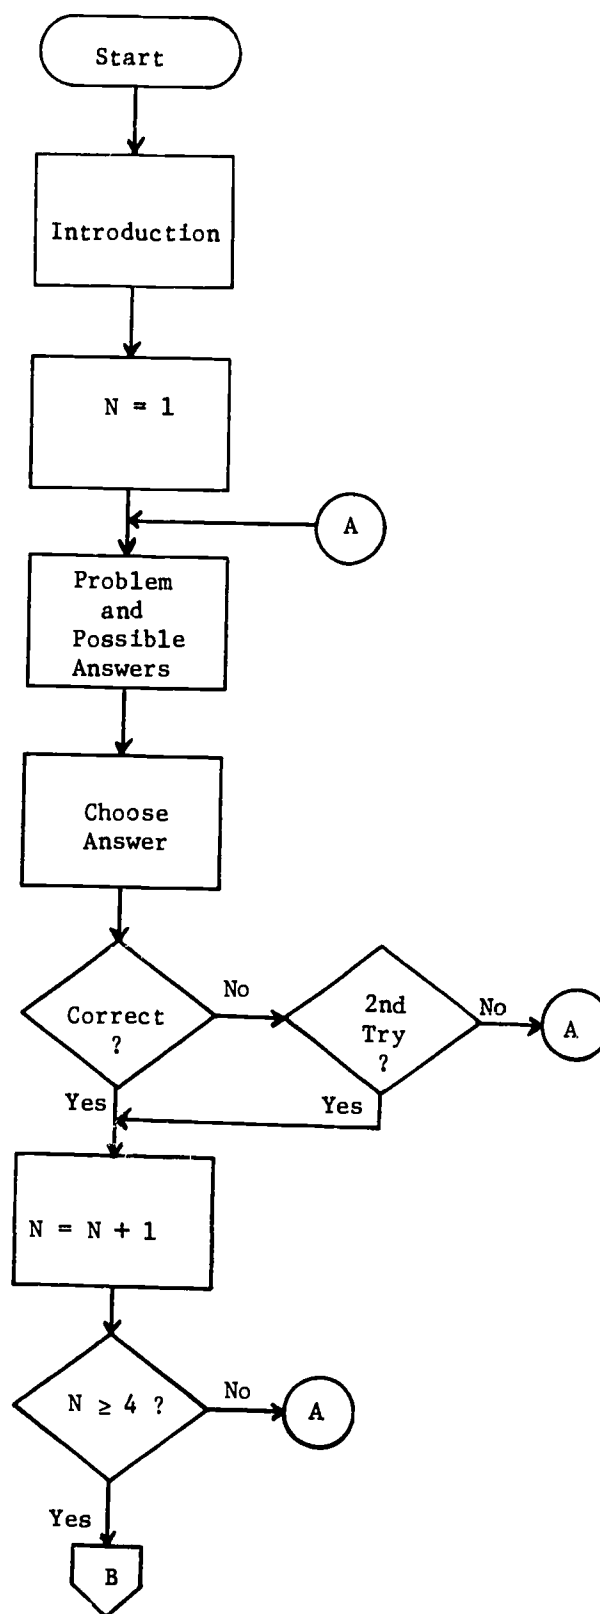 Start
Introduction
N = 1
A
Problem
and
Possible
Answers
Choose
Answer
Correct
?
No
2nd
Try
?
No
A
Yes
Yes
N = N + 1
N ≥ 4 ?
No
A
Yes
B